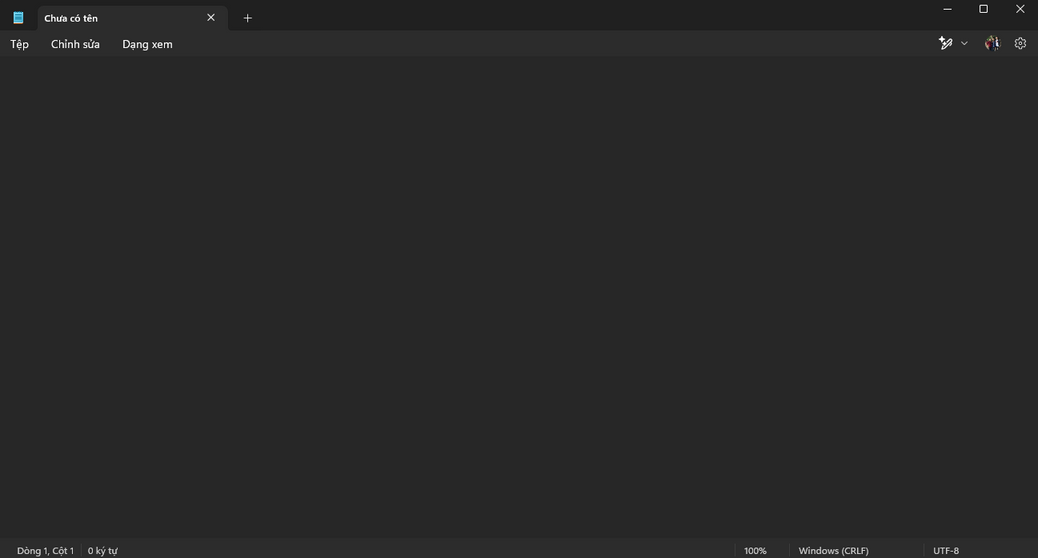 Chưa có tên
Tệp Chỉnh sửa Dạng xem
Dòng 1, Cột 1 0 ký tự 100% Windows (CRLF) UTF-8